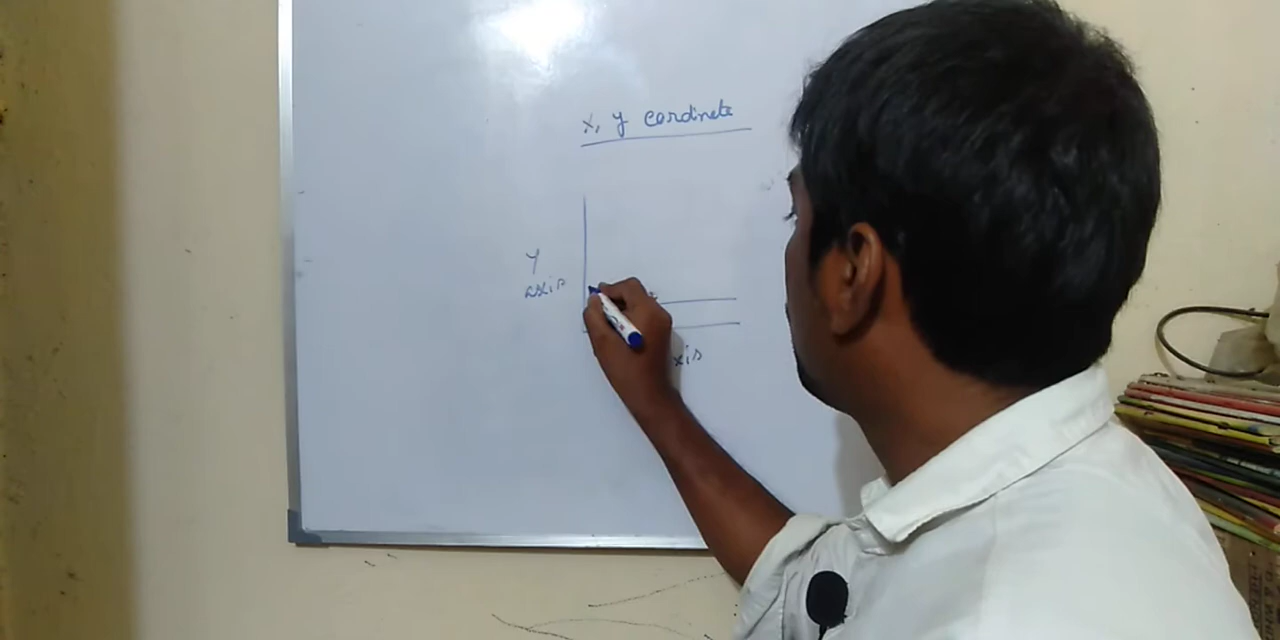 x, y cordinate
y
axis
xis